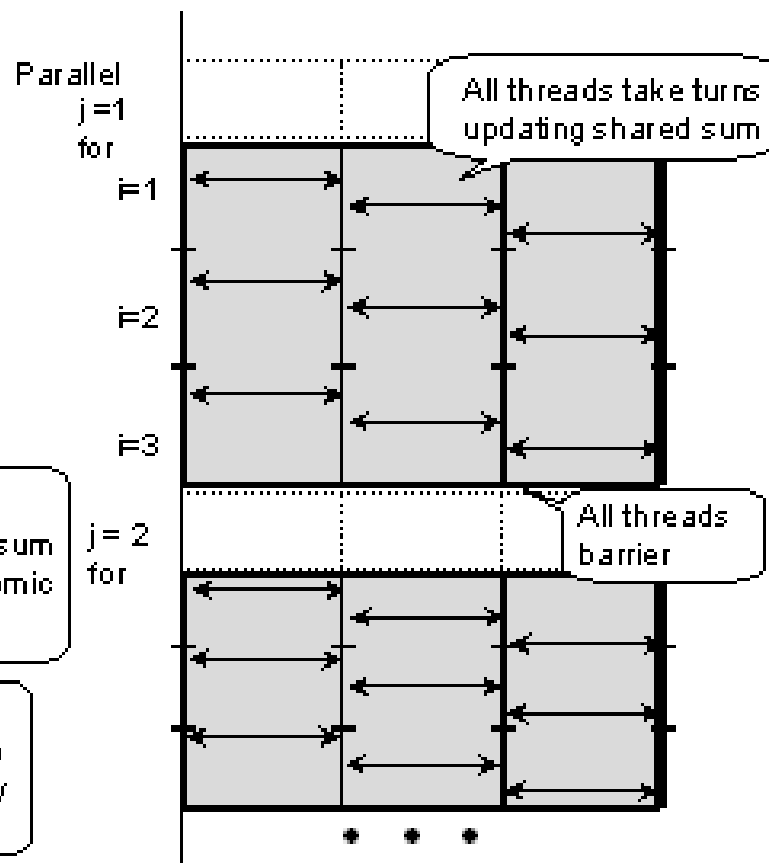 Parallel
j=1
for
All threads take turns
updating shared sum
i=1
i=2
i=3
sum
j= 2
for
All threads
barrier